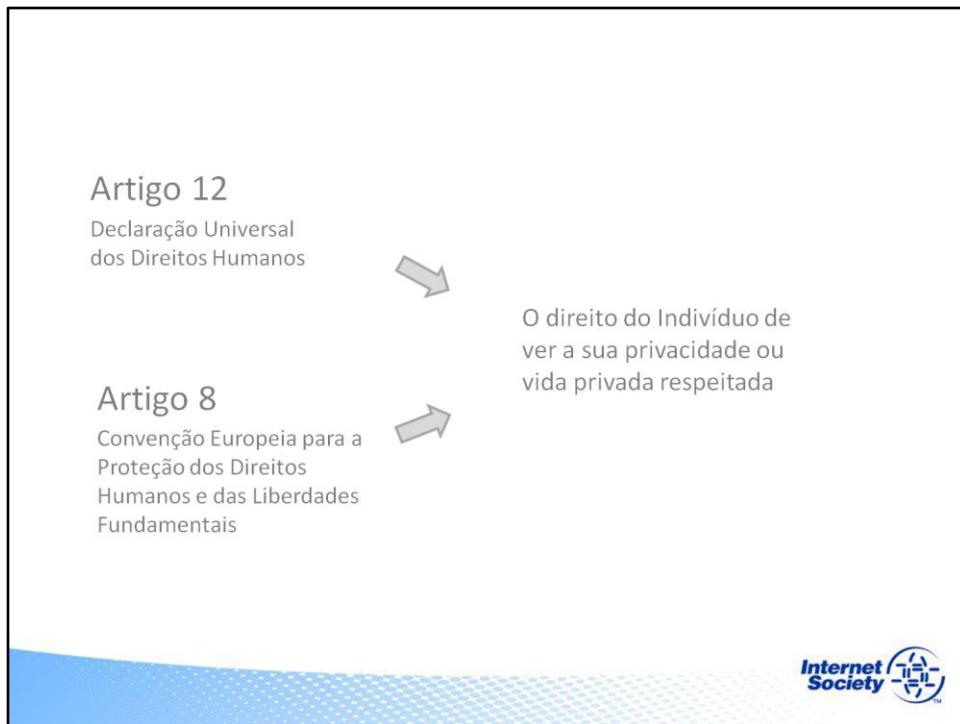 Artigo 12
Declaração Universal
dos Direitos Humanos
Artigo 8
Convenção Europeia para a
Proteção dos Direitos
Humanos e das Liberdades
Fundamentais
O direito do Indivíduo de
ver a sua privacidade ou
vida privada respeitada
Internet
Society
TM